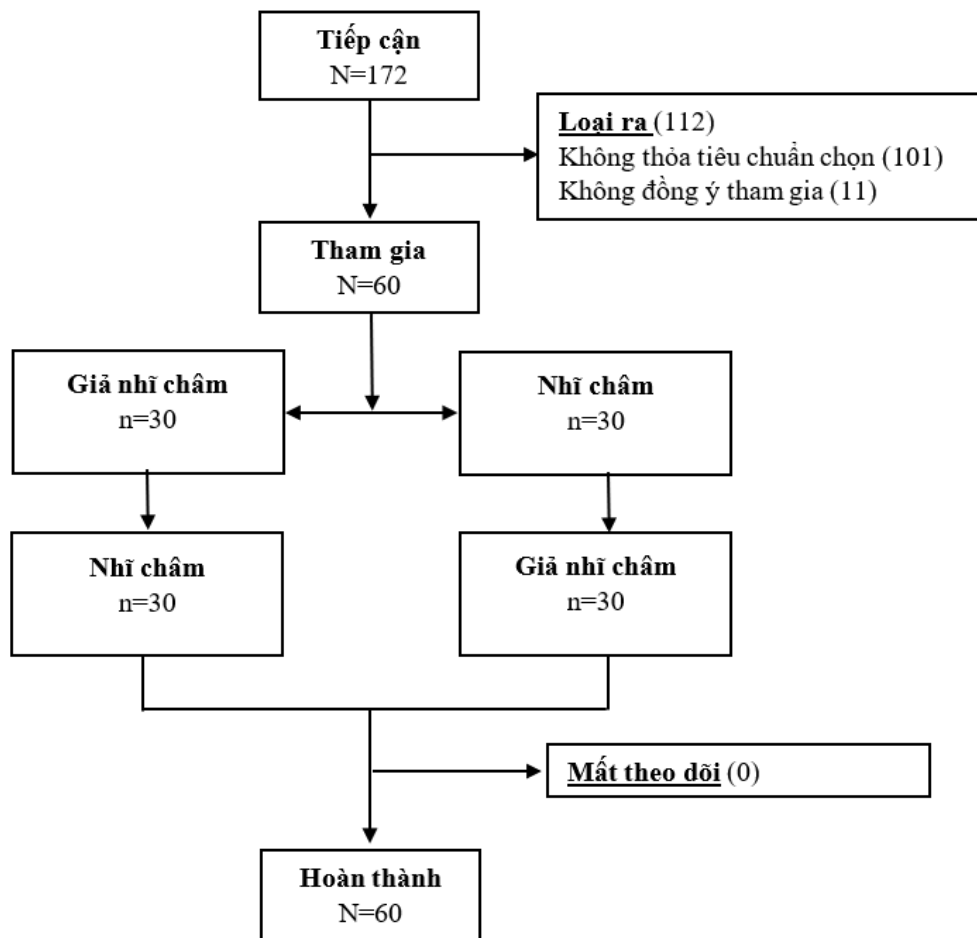 Tiếp cận
N=172
Loại ra (112)
Không thỏa tiêu chuẩn chọn (101)
Không đồng ý tham gia (11)
Tham gia
N=60
Giả nhĩ châm
n=30
Nhĩ châm
n=30
Nhĩ châm
n=30
Giả nhĩ châm
n=30
Mất theo dõi (0)
Hoàn thành
N=60